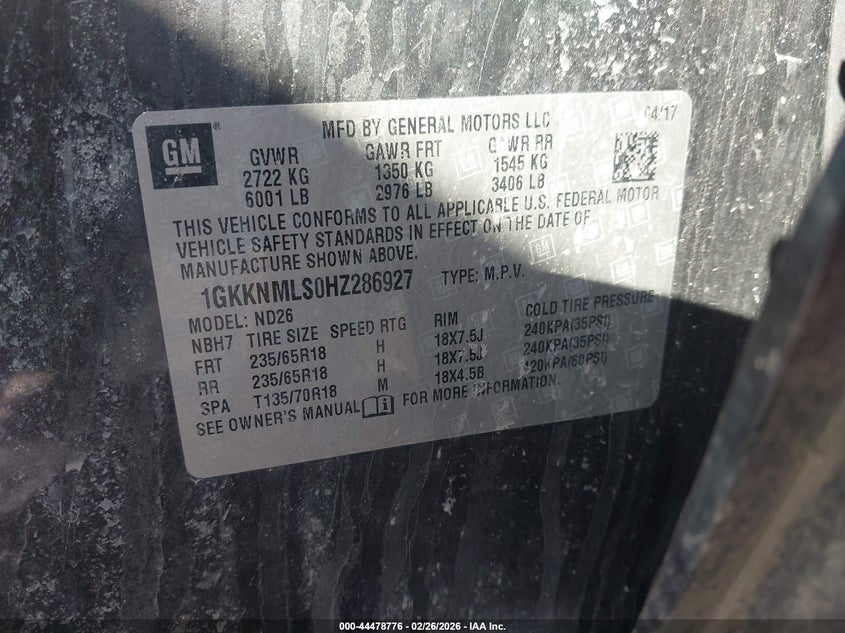 GM ®
MFD BY GENERAL MOTORS LLC 04/17
GVWR GAWR FRT GAWR RR
2722 KG 1350 KG 1545 KG
6001 LB 2976 LB 3406 LB
THIS VEHICLE CONFORMS TO ALL APPLICABLE U.S. FEDERAL MOTOR
VEHICLE SAFETY STANDARDS IN EFFECT ON THE DATE OF
MANUFACTURE SHOWN ABOVE.
1GKKNMLS0HZ286927 TYPE: M.P.V.
MODEL: ND26
NBH7 TIRE SIZE SPEED RTG RIM COLD TIRE PRESSURE
FRT 235/65R18 H 18X7.5J 240KPA(35PSI)
RR 235/65R18 H 18X7.5J 240KPA(35PSI)
SPA T135/70R18 M 18X4.5B 420KPA(60PSI)
SEE OWNER'S MANUAL i FOR MORE INFORMATION.
000-44478776 - 02/26/2026 - IAA Inc.